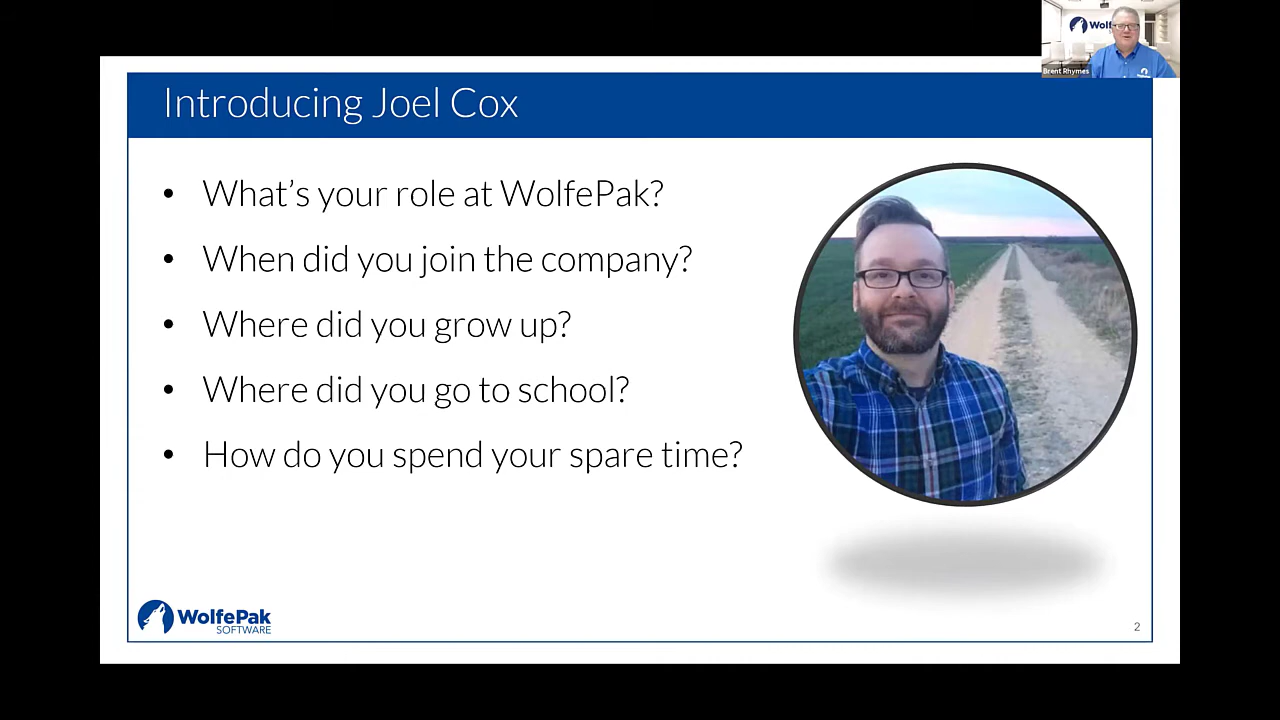 Wolf
Brent Rhymes
Introducing Joel Cox
• What's your role at WolfePak?
• When did you join the company?
• Where did you grow up?
• Where did you go to school?
• How do you spend your spare time?
WolfePak
SOFTWARE
2